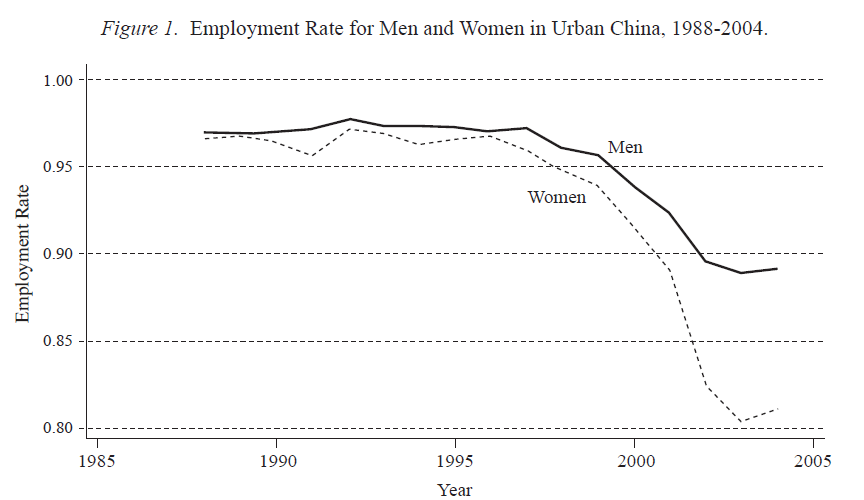 Figure 1. Employment Rate for Men and Women in Urban China, 1988-2004.
1.00
0.95
0.90
0.85
0.80
Employment Rate
Men
Women
1985 1990 1995 2000 2005
Year